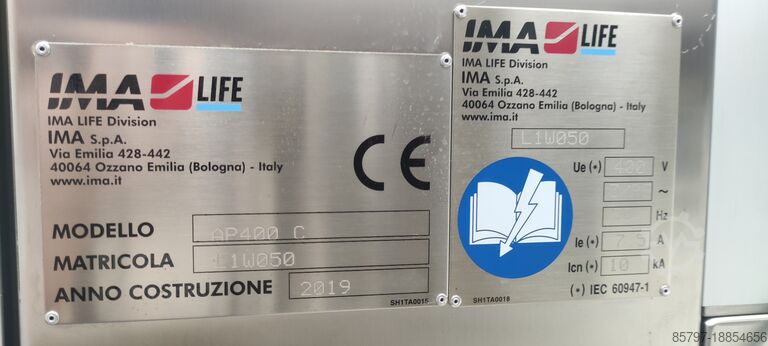 IMA LIFE
IMA LIFE Division
IMA S.p.A.
Via Emilia 428-442
40064 Ozzano Emilia (Bologna) - Italy
www.ima.it
CE
MODELLO AP400 C
MATRICOLA L1W050
ANNO COSTRUZIONE 2019
SH1TA0015
IMA LIFE
IMA LIFE Division
IMA S.p.A.
Via Emilia 428-442
40064 Ozzano Emilia (Bologna) - Italy
www.ima.it
L1W050
Ue (*) 400 V
~
Hz
Ie (*) A
Icn (*) 10 kA
(*) IEC 60947-1
SH1TA0018
85797-18854656